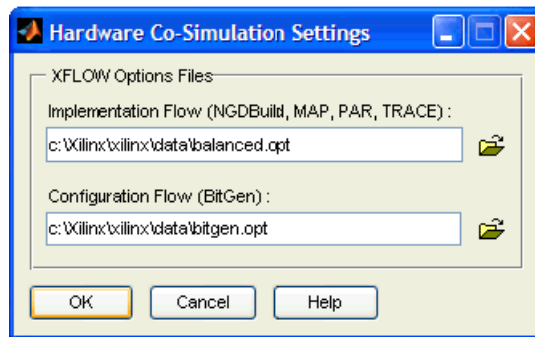 Hardware Co-Simulation Settings
XFLOW Options Files
Implementation Flow (NGDBuild, MAP, PAR, TRACE) :
c:\Xilinx\xilinx\data\balanced.opt
Configuration Flow (BitGen) :
c:\Xilinx\xilinx\data\bitgen.opt
OK Cancel Help